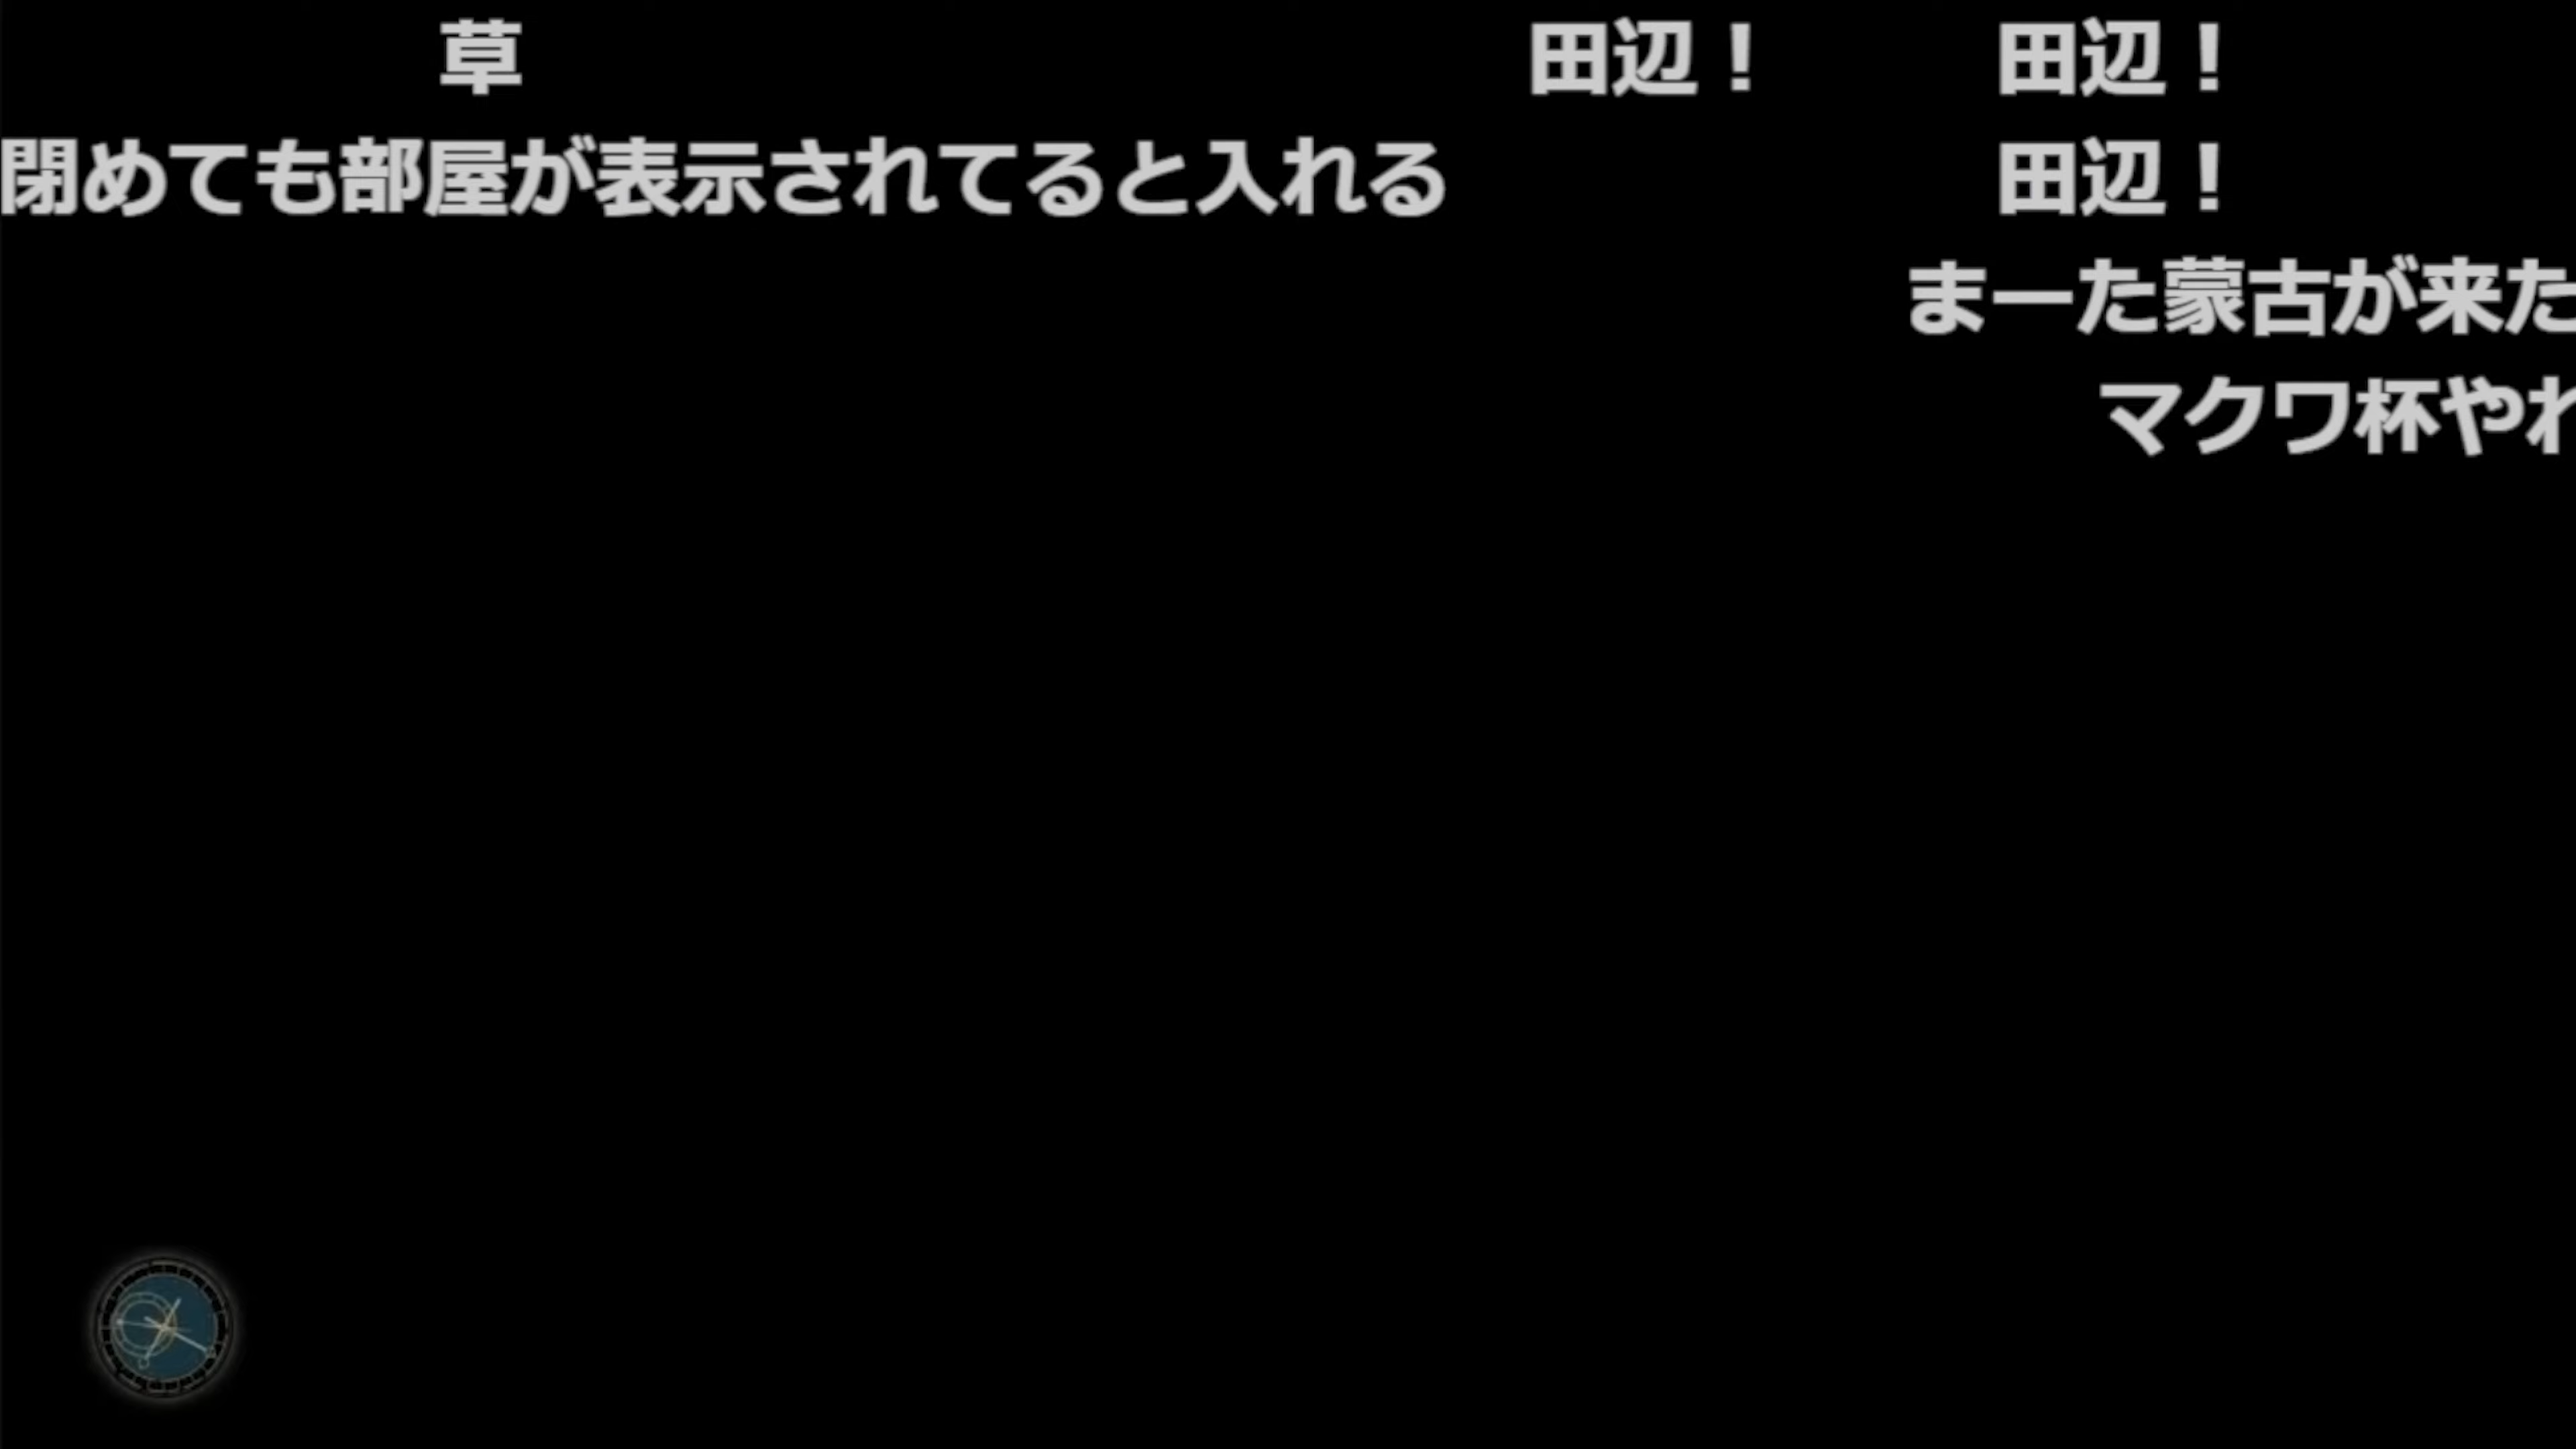 草 田辺！ 田辺！
閉めても部屋が表示されてると入れる 田辺！
まーた蒙古が来た
マクワ杯や